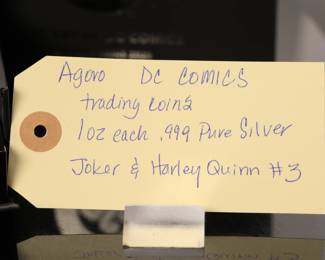 Agoro DC COMICS
trading coins
1oz each .999 Pure Silver
Joker & Harley Quinn #3